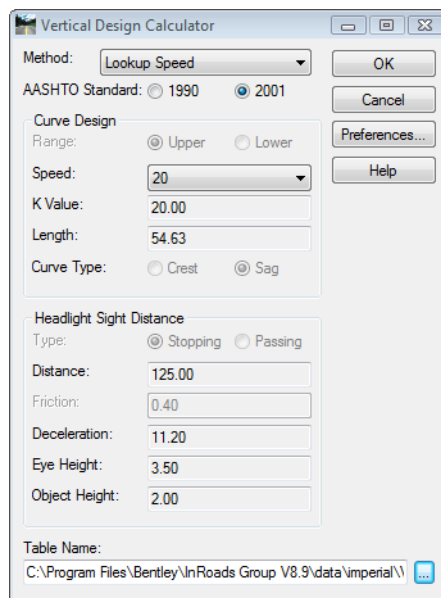 Vertical Design Calculator
Method: Lookup Speed OK
AASHTO Standard: 1990 2001 Cancel
Curve Design Preferences...
Range: Upper Lower
Speed: 20 Help
K Value: 20.00
Length: 54.63
Curve Type: Crest Sag
Headlight Sight Distance
Type: Stopping Passing
Distance: 125.00
Friction: 0.40
Deceleration: 11.20
Eye Height: 3.50
Object Height: 2.00
Table Name:
C:\Program Files\Bentley\InRoads Group V8.9\data\imperial\ ...